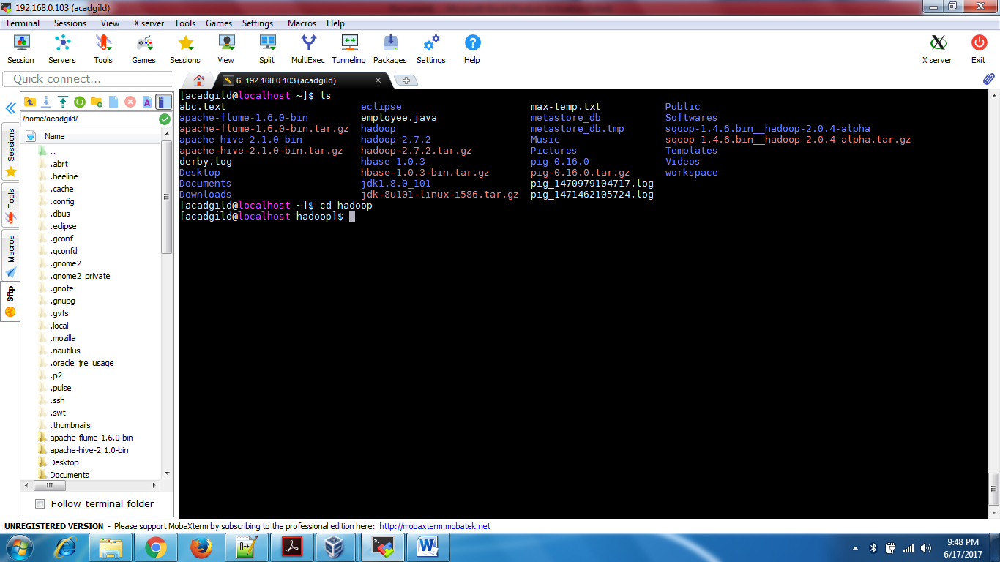 192.168.0.103 (acadgild)
Terminal Sessions View X server Tools Games Settings Macros Help
Session Servers Tools Games Sessions View Split MultiExec Tunneling Packages Settings Help X server Exit
Quick connect...
6. 192.168.0.103 (acadgild)
/home/acadgild/
Name
..
.abrt
.beeline
.cache
.config
.dbus
.eclipse
.gconf
.gconfd
.gnome2
.gnome2_private
.gnote
.gnupg
.gvfs
.local
.mozilla
.nautilus
.oracle_jre_usage
.p2
.pulse
.ssh
.swt
.thumbnails
apache-flume-1.6.0-bin
apache-hive-2.1.0-bin
Desktop
Documents
Follow terminal folder
Sessions
Tools
Macros
Sftp
[acadgild@localhost ~]$ ls
abc.text eclipse max-temp.txt Public
apache-flume-1.6.0-bin employee.java metastore_db Softwares
apache-flume-1.6.0-bin.tar.gz hadoop metastore_db.tmp sqoop-1.4.6.bin__hadoop-2.0.4-alpha
apache-hive-2.1.0-bin hadoop-2.7.2 Music sqoop-1.4.6.bin__hadoop-2.0.4-alpha.tar.gz
apache-hive-2.1.0-bin.tar.gz hadoop-2.7.2.tar.gz Pictures Templates
derby.log hbase-1.0.3 pig-0.16.0 Videos
Desktop hbase-1.0.3-bin.tar.gz pig-0.16.0.tar.gz workspace
Documents jdk1.8.0_101 pig_1470979104717.log
Downloads jdk-8u101-linux-i586.tar.gz pig_1471462105724.log
[acadgild@localhost ~]$ cd hadoop
[acadgild@localhost hadoop]$
UNREGISTERED VERSION - Please support MobaXterm by subscribing to the professional edition here: http://mobaxterm.mobatek.net
9:48 PM
6/17/2017